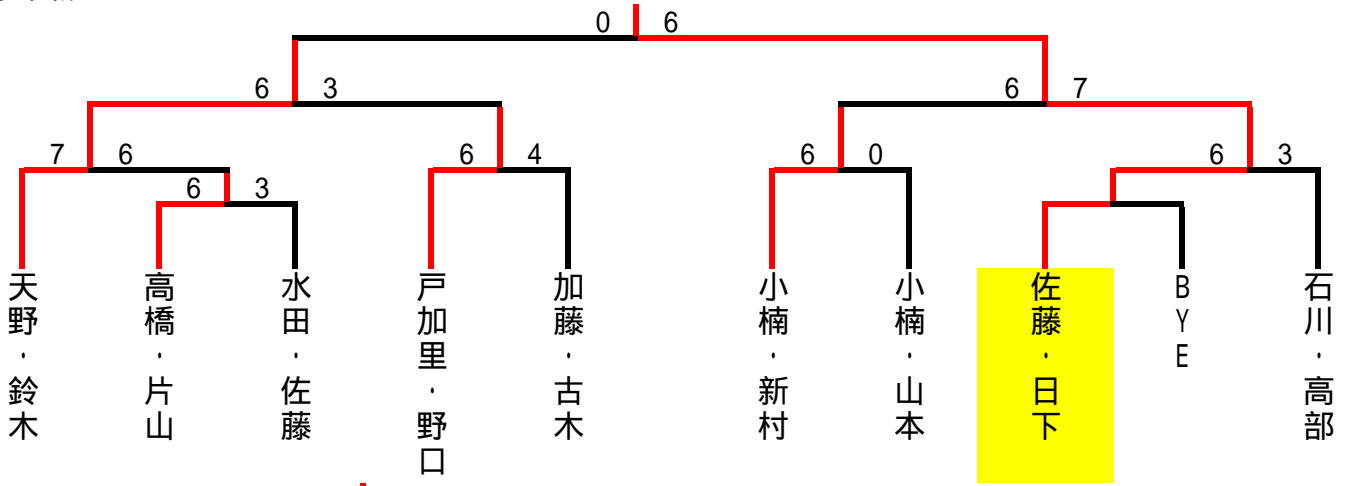 0 6
6 3
6 7
7 6
6 4
6 0
6 3
6 3
天野・鈴木
高橋・片山
水田・佐藤
戸加里・野口
加藤・古木
小楠・新村
小楠・山本
佐藤・日下
BYE
石川・高部